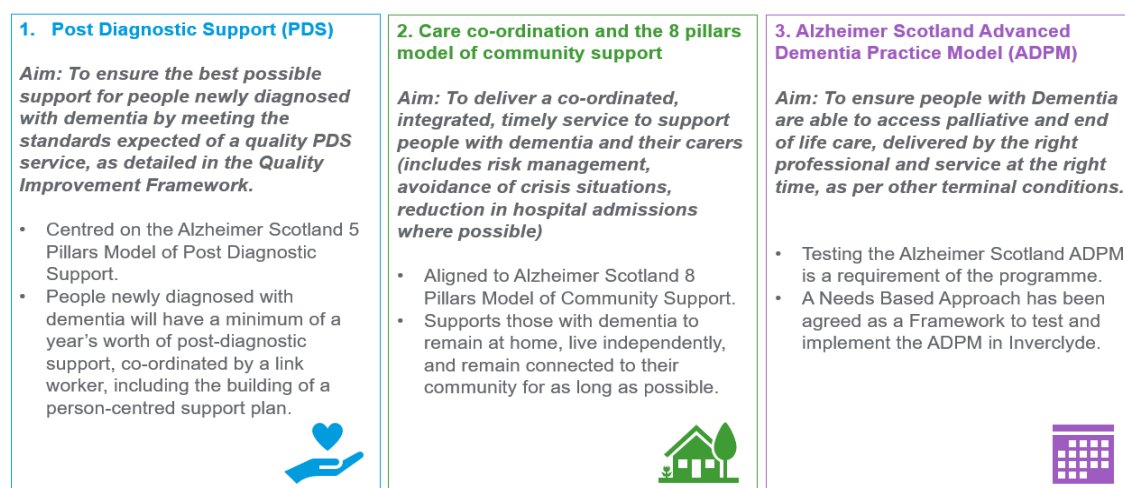 1. Post Diagnostic Support (PDS)
Aim: To ensure the best possible
support for people newly diagnosed
with dementia by meeting the
standards expected of a quality PDS
service, as detailed in the Quality
Improvement Framework.
• Centred on the Alzheimer Scotland 5
Pillars Model of Post Diagnostic
Support.
• People newly diagnosed with
dementia will have a minimum of a
year’s worth of post-diagnostic
support, co-ordinated by a link
worker, including the building of a
person-centred support plan.
2. Care co-ordination and the 8 pillars
model of community support
Aim: To deliver a co-ordinated,
integrated, timely service to support
people with dementia and their carers
(includes risk management,
avoidance of crisis situations,
reduction in hospital admissions
where possible)
• Aligned to Alzheimer Scotland 8
Pillars Model of Community Support.
• Supports those with dementia to
remain at home, live independently,
and remain connected to their
community for as long as possible.
3. Alzheimer Scotland Advanced
Dementia Practice Model (ADPM)
Aim: To ensure people with Dementia
are able to access palliative and end
of life care, delivered by the right
professional and service at the right
time, as per other terminal conditions.
• Testing the Alzheimer Scotland ADPM
is a requirement of the programme.
• A Needs Based Approach has been
agreed as a Framework to test and
implement the ADPM in Inverclyde.